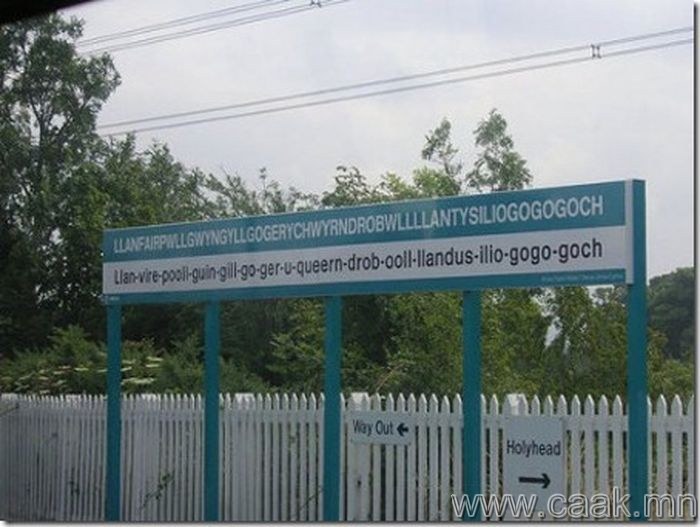 LLANFAIRPWLLGWYNGYLLGOGERYCHWYRNDROBWLLLLANTYSILIOGOGOGOCH
Llan-vire-pooll-guin-gill-go-ger-u-queern-drob-ooll-llandus-ilio-gogo-goch
Way Out ←
Holyhead
→
www.caak.mn